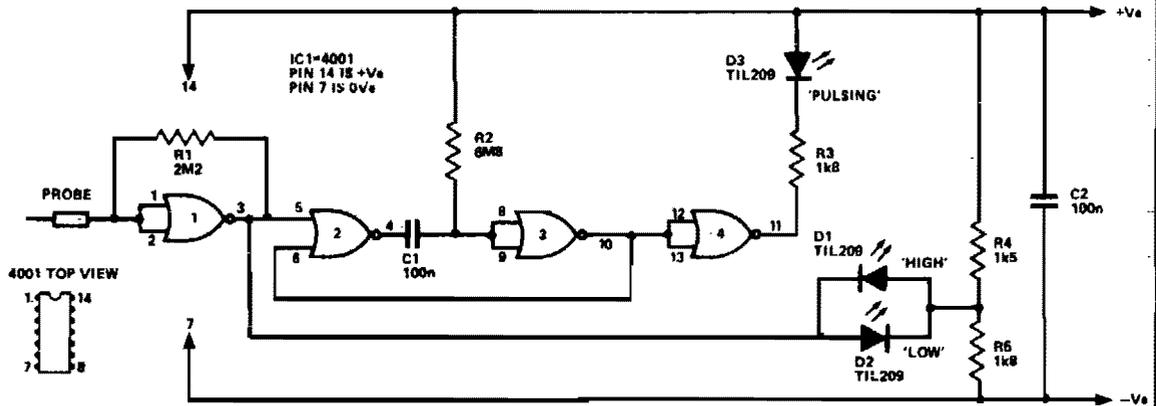 +Ve
14
IC1=4001
PIN 14 IS +Ve
PIN 7 IS 0Ve
D3
TIL209
'PULSING'
R1
2M2
R2
6M8
R3
1k8
PROBE
1
2
1
3
5
6
2
4
C1
100n
8
9
3
10
12
13
4
11
C2
100n
R4
1k5
D1
TIL209
'HIGH'
4001 TOP VIEW
1
14
7
8
7
'LOW'
D2
TIL209
R5
1k8
-Ve